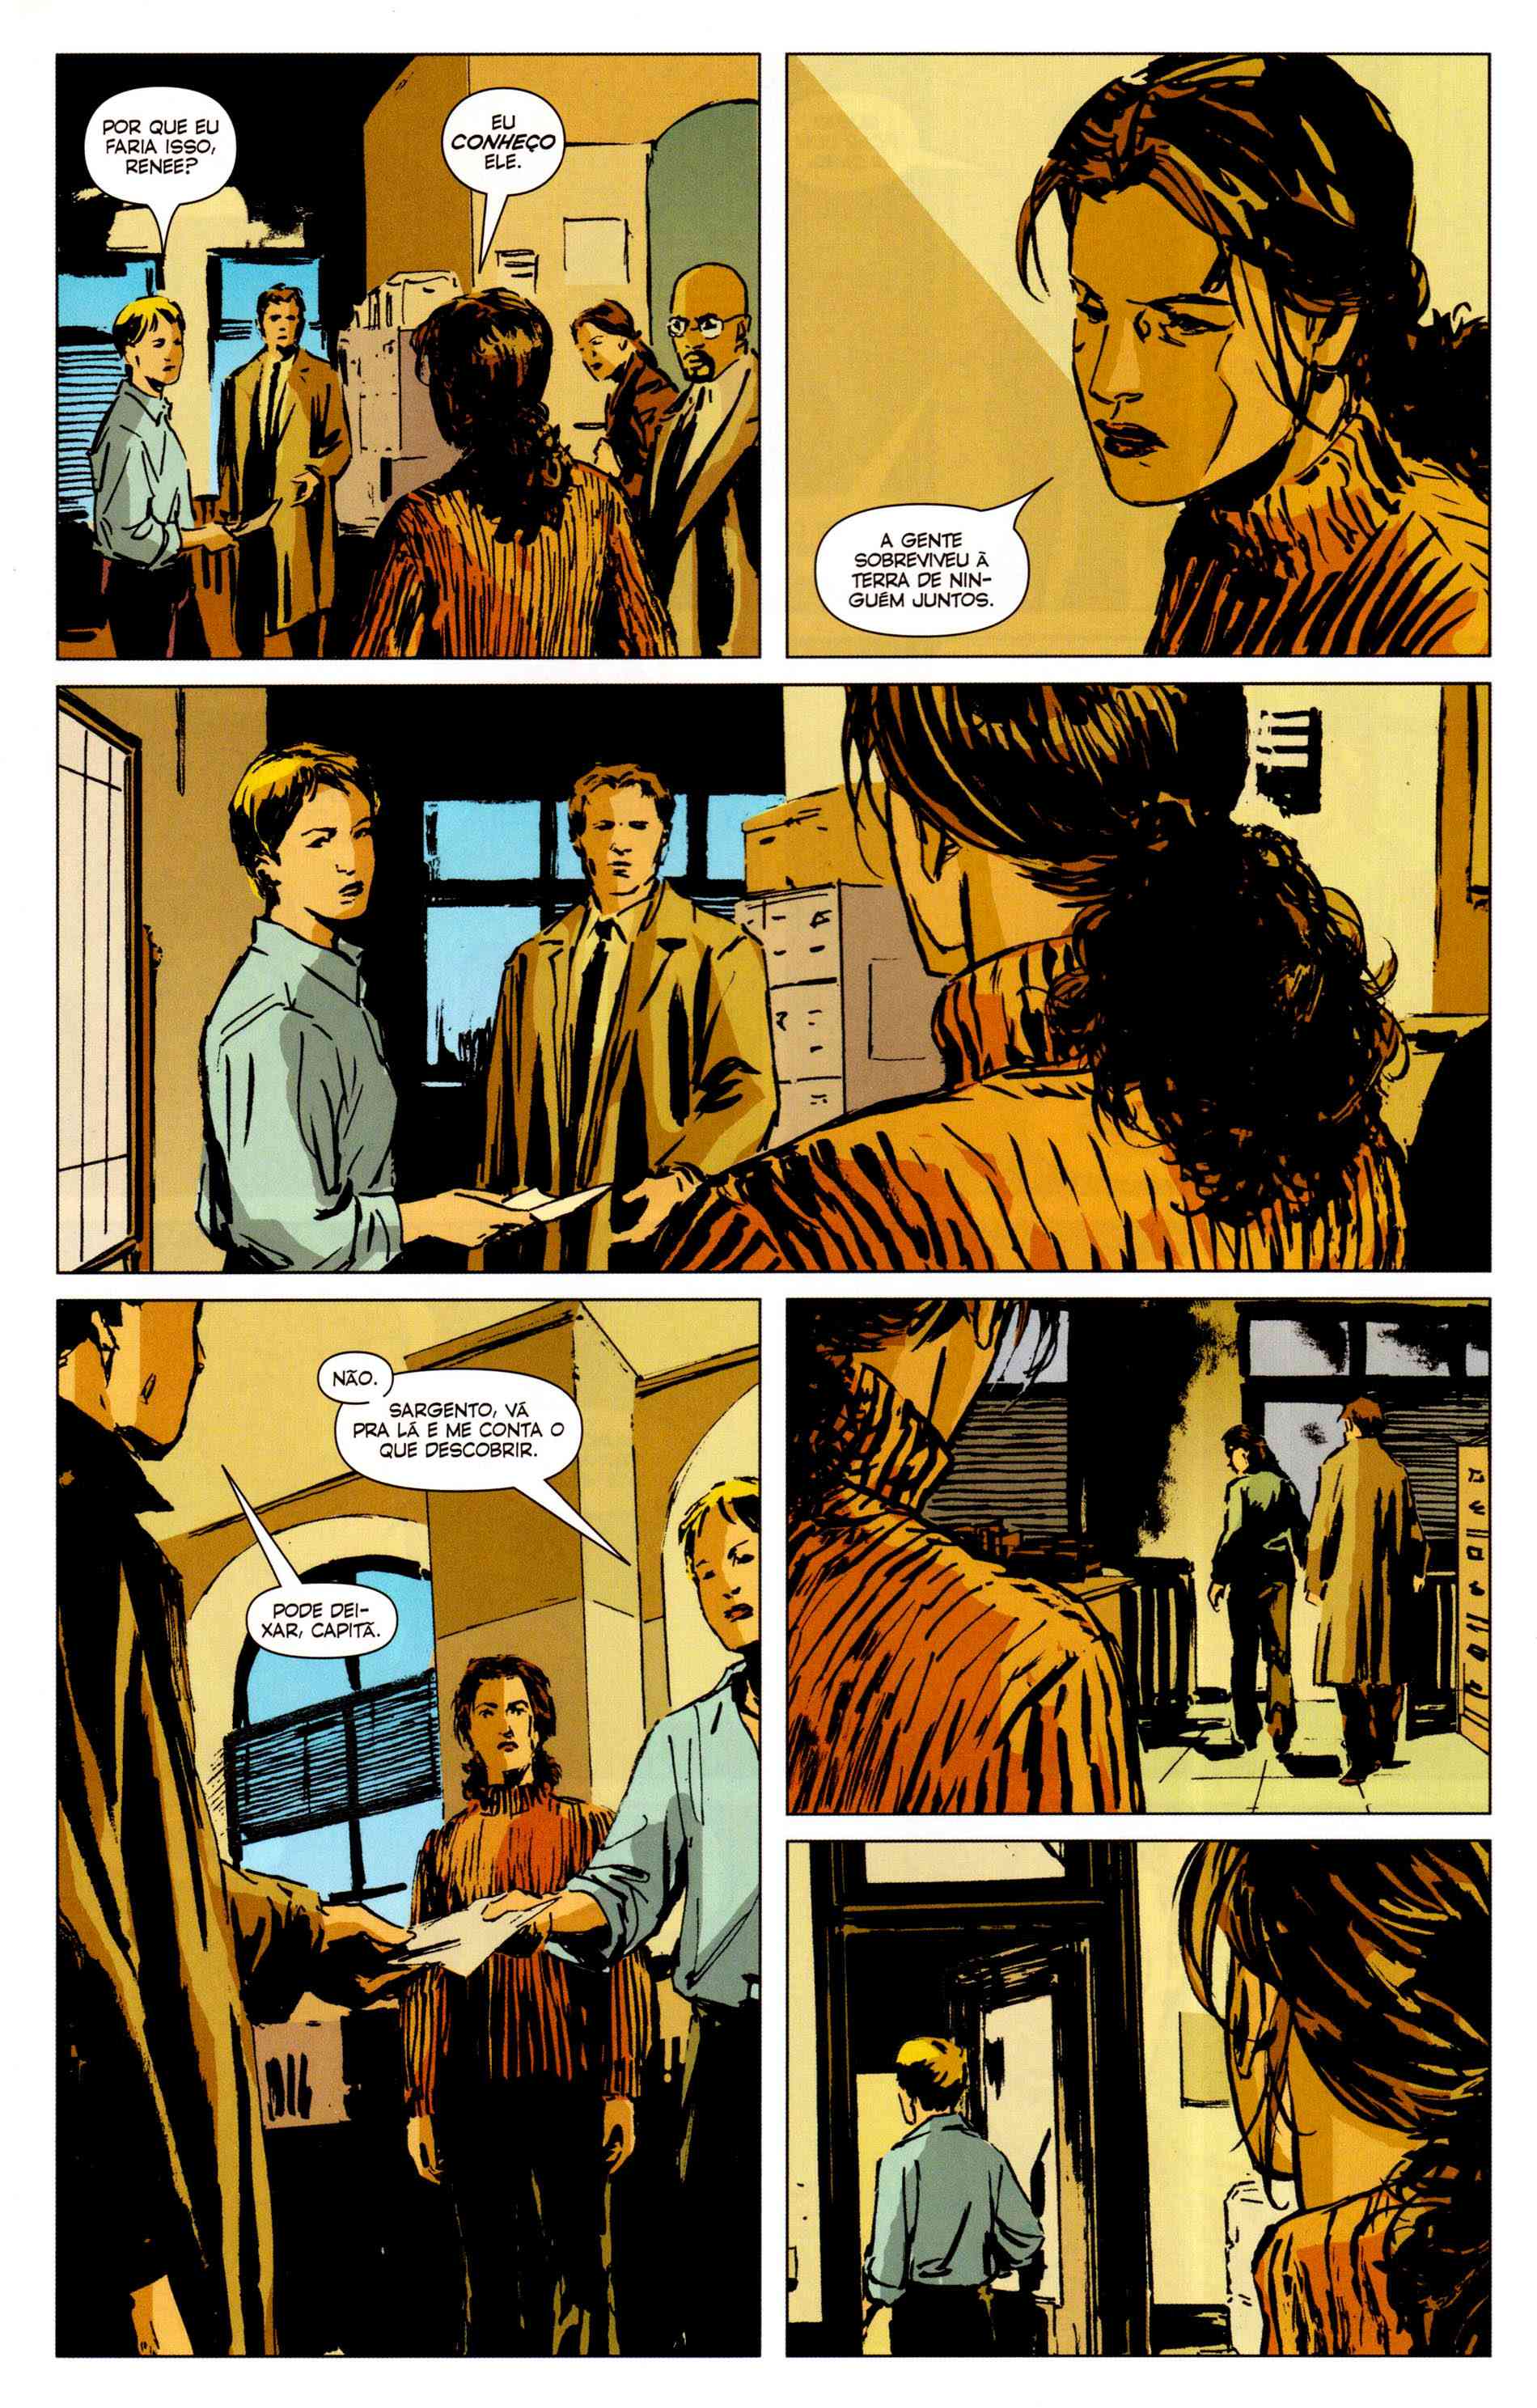 POR QUE EU
FARIA ISSO,
RENEE?
EU
CONHEÇO
ELE.
A GENTE
SOBREVIVEU À
TERRA DE NIN-
GUÉM JUNTOS.
NÃO.
SARGENTO, VÁ
PRA LÁ E ME CONTA O
QUE DESCOBRIR.
PODE DEI-
XAR, CAPITÃ.